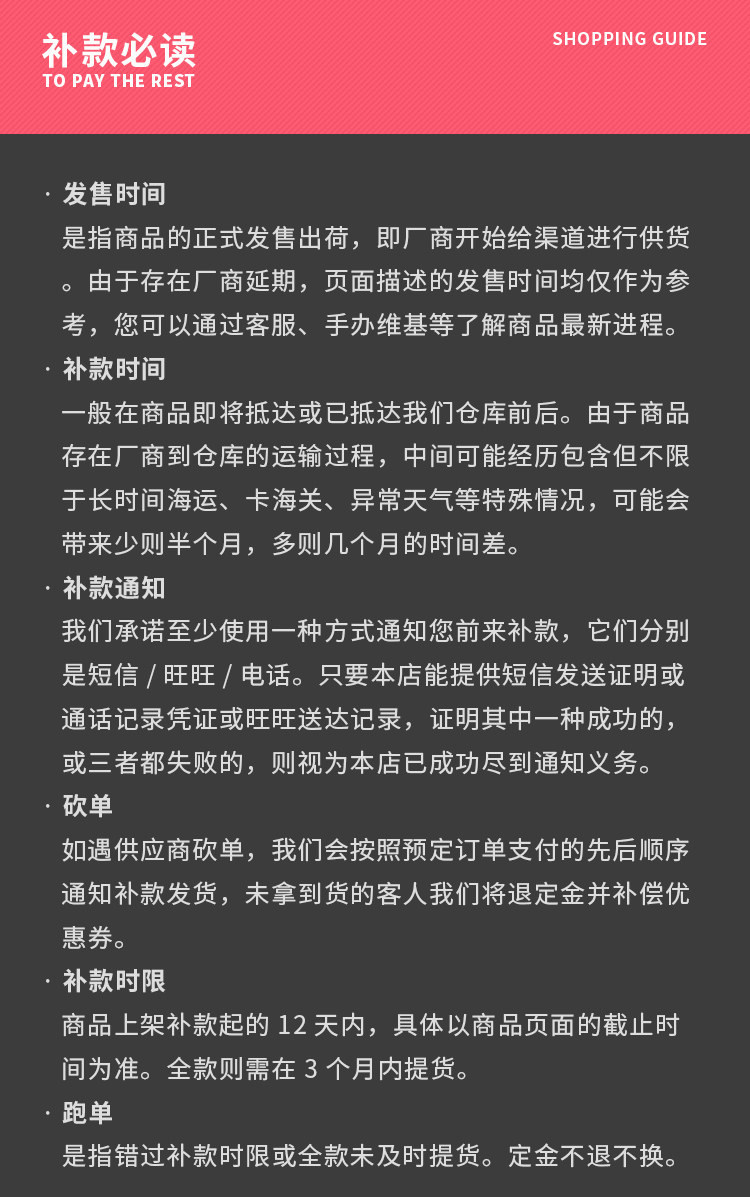 补款必读
TO PAY THE REST
SHOPPING GUIDE
· 发售时间
是指商品的正式发售出荷，即厂商开始给渠道进行供货
。由于存在厂商延期，页面描述的发售时间均仅作为参
考，您可以通过客服、手办维基等了解商品最新进程。
· 补款时间
一般在商品即将抵达或已抵达我们仓库前后。由于商品
存在厂商到仓库的运输过程，中间可能经历包含但不限
于长时间海运、卡海关、异常天气等特殊情况，可能会
带来少则半个月，多则几个月的时间差。
· 补款通知
我们承诺至少使用一种方式通知您前来补款，它们分别
是短信 / 旺旺 / 电话。只要本店能提供短信发送证明或
通话记录凭证或旺旺送达记录，证明其中一种成功的，
或三者都失败的，则视为本店已成功尽到通知义务。
· 砍单
如遇供应商砍单，我们会按照预定订单支付的先后顺序
通知补款发货，未拿到货的客人我们将退定金并补偿优
惠券。
· 补款时限
商品上架补款起的 12 天内，具体以商品页面的截止时
间为准。全款则需在 3 个月内提货。
· 跑单
是指错过补款时限或全款未及时提货。定金不退不换。